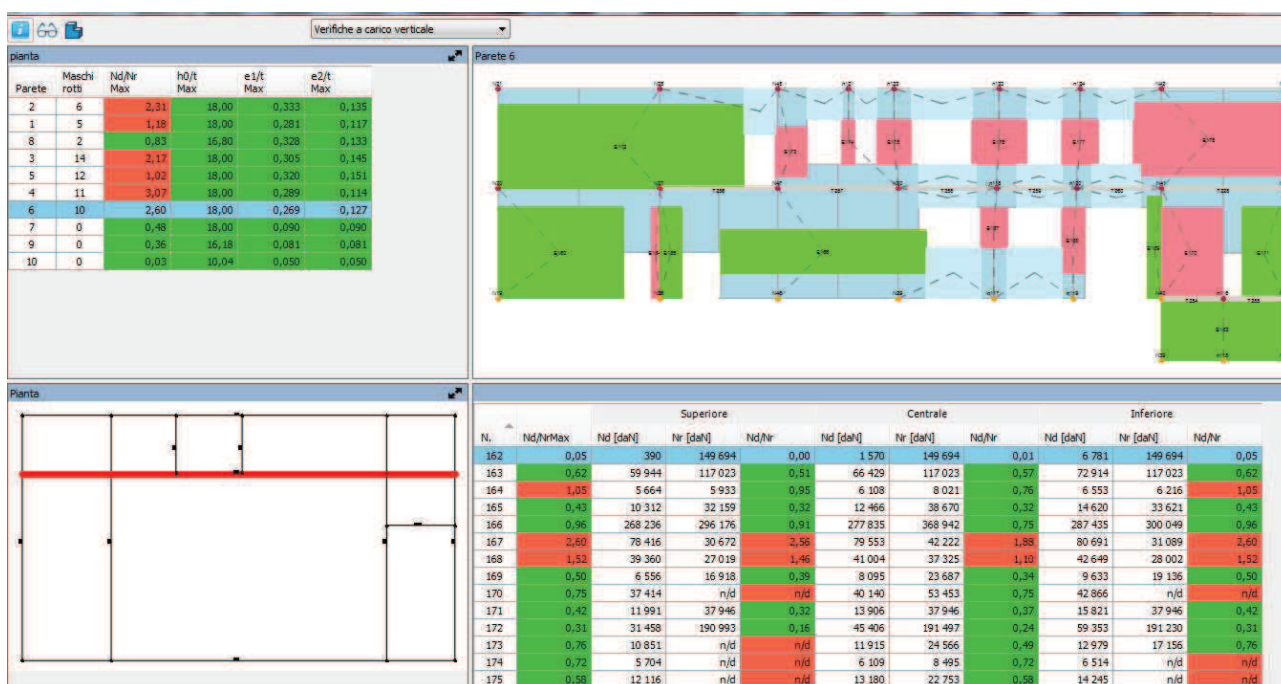 Verifiche a carico verticale
pianta
Parete Maschi rotti Nd/Nr Max h0/t Max e1/t Max e2/t Max
2 6 2,31 18,00 0,333 0,135
1 5 1,18 18,00 0,281 0,117
8 2 0,83 16,80 0,328 0,133
3 14 2,17 18,00 0,305 0,145
5 12 1,02 18,00 0,320 0,151
4 11 3,07 18,00 0,289 0,114
6 10 2,60 18,00 0,269 0,127
7 0 0,48 18,00 0,090 0,090
9 0 0,36 16,18 0,081 0,081
10 0 0,03 10,04 0,050 0,050
Parete 6
Pianta
Superiore Centrale Inferiore
N. Nd/NrMax Nd [daN] Nr [daN] Nd/Nr Nd [daN] Nr [daN] Nd/Nr Nd [daN] Nr [daN] Nd/Nr
162 0,05 390 149 694 0,00 1 570 149 694 0,01 6 781 149 694 0,05
163 0,62 59 944 117 023 0,51 66 429 117 023 0,57 72 914 117 023 0,62
164 1,05 5 664 5 933 0,95 6 108 8 021 0,76 6 553 6 216 1,05
165 0,43 10 312 32 159 0,32 12 466 38 670 0,32 14 620 33 621 0,43
166 0,96 268 236 296 176 0,91 277 835 368 942 0,75 287 435 300 049 0,96
167 2,60 78 416 30 672 2,56 79 553 42 222 1,88 80 691 31 089 2,60
168 1,52 39 360 27 019 1,46 41 004 37 325 1,10 42 649 28 002 1,52
169 0,50 6 556 16 918 0,39 8 095 23 687 0,34 9 633 19 136 0,50
170 0,75 37 414 n/d n/d 40 140 53 453 0,75 42 866 n/d n/d
171 0,42 11 991 37 946 0,32 13 906 37 946 0,37 15 821 37 946 0,42
172 0,31 31 458 190 993 0,16 45 406 191 497 0,24 59 353 191 230 0,31
173 0,76 10 851 n/d n/d 11 915 24 566 0,49 12 979 17 156 0,76
174 0,72 5 704 n/d n/d 6 109 8 495 0,72 6 514 n/d n/d
175 0,58 12 116 n/d n/d 13 180 22 753 0,58 14 245 n/d n/d